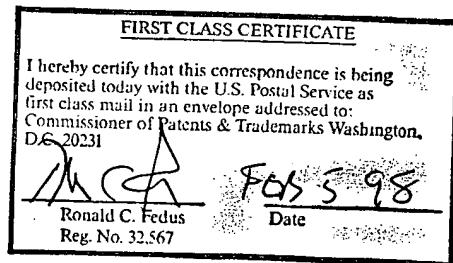 FIRST CLASS CERTIFICATE
I hereby certify that this correspondence is being
deposited today with the U.S. Postal Service as
first class mail in an envelope addressed to:
Commissioner of Patents & Trademarks Washington,
D.C. 20231
Feb 5 98
Ronald C. Fedus Date
Reg. No. 32,567